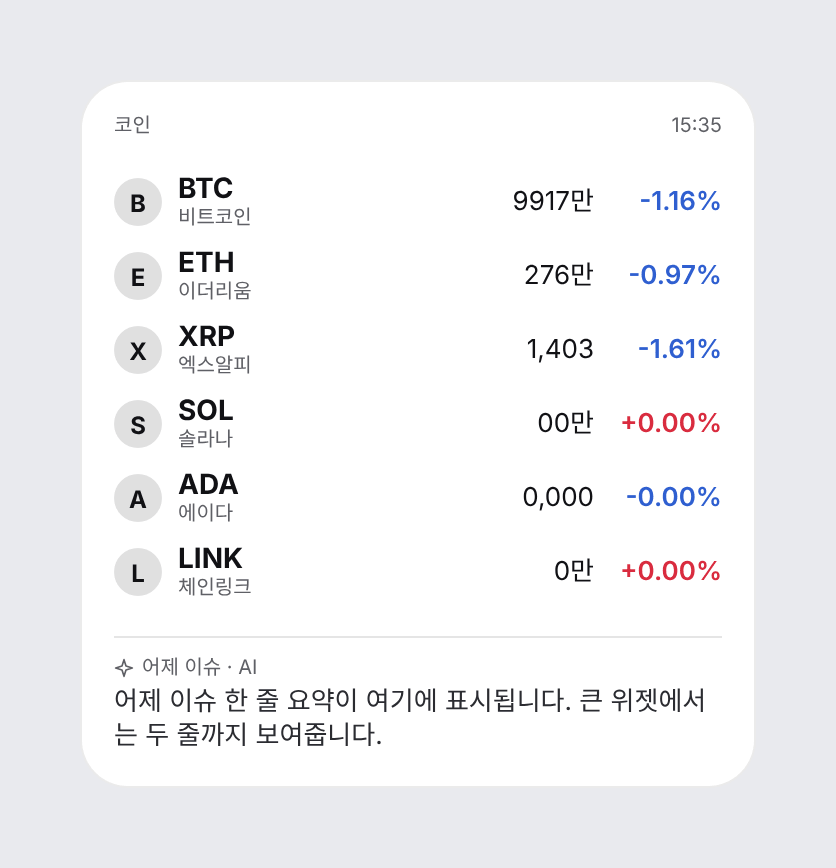 코인 15:35
B BTC 9917만 -1.16%
비트코인
E ETH 276만 -0.97%
이더리움
X XRP 1,403 -1.61%
엑스알피
S SOL 00만 +0.00%
솔라나
A ADA 0,000 -0.00%
에이다
L LINK 0만 +0.00%
체인링크
어제 이슈 · AI
어제 이슈 한 줄 요약이 여기에 표시됩니다. 큰 위젯에서
는 두 줄까지 보여줍니다.